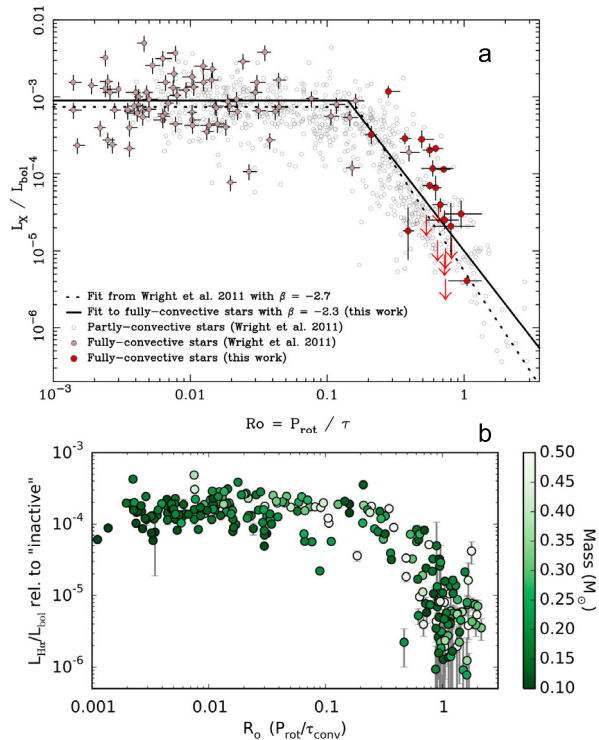 a
0.01
10⁻³
10⁻⁴
10⁻⁵
10⁻⁶
L_X / L_bol
Fit from Wright et al. 2011 with β = −2.7
Fit to fully−convective stars with β = −2.3 (this work)
Partly−convective stars (Wright et al. 2011)
Fully−convective stars (Wright et al. 2011)
Fully−convective stars (this work)
10⁻³ 0.01 0.1 1
Ro = P_rot / τ
b
10⁻³
10⁻⁴
10⁻⁵
10⁻⁶
L_Hα/L_bol rel. to "inactive"
0.001 0.01 0.1 1
R_o (P_rot/τ_conv)
0.50
0.45
0.40
0.35
0.30
0.25
0.20
0.15
0.10
Mass (M_⊙)